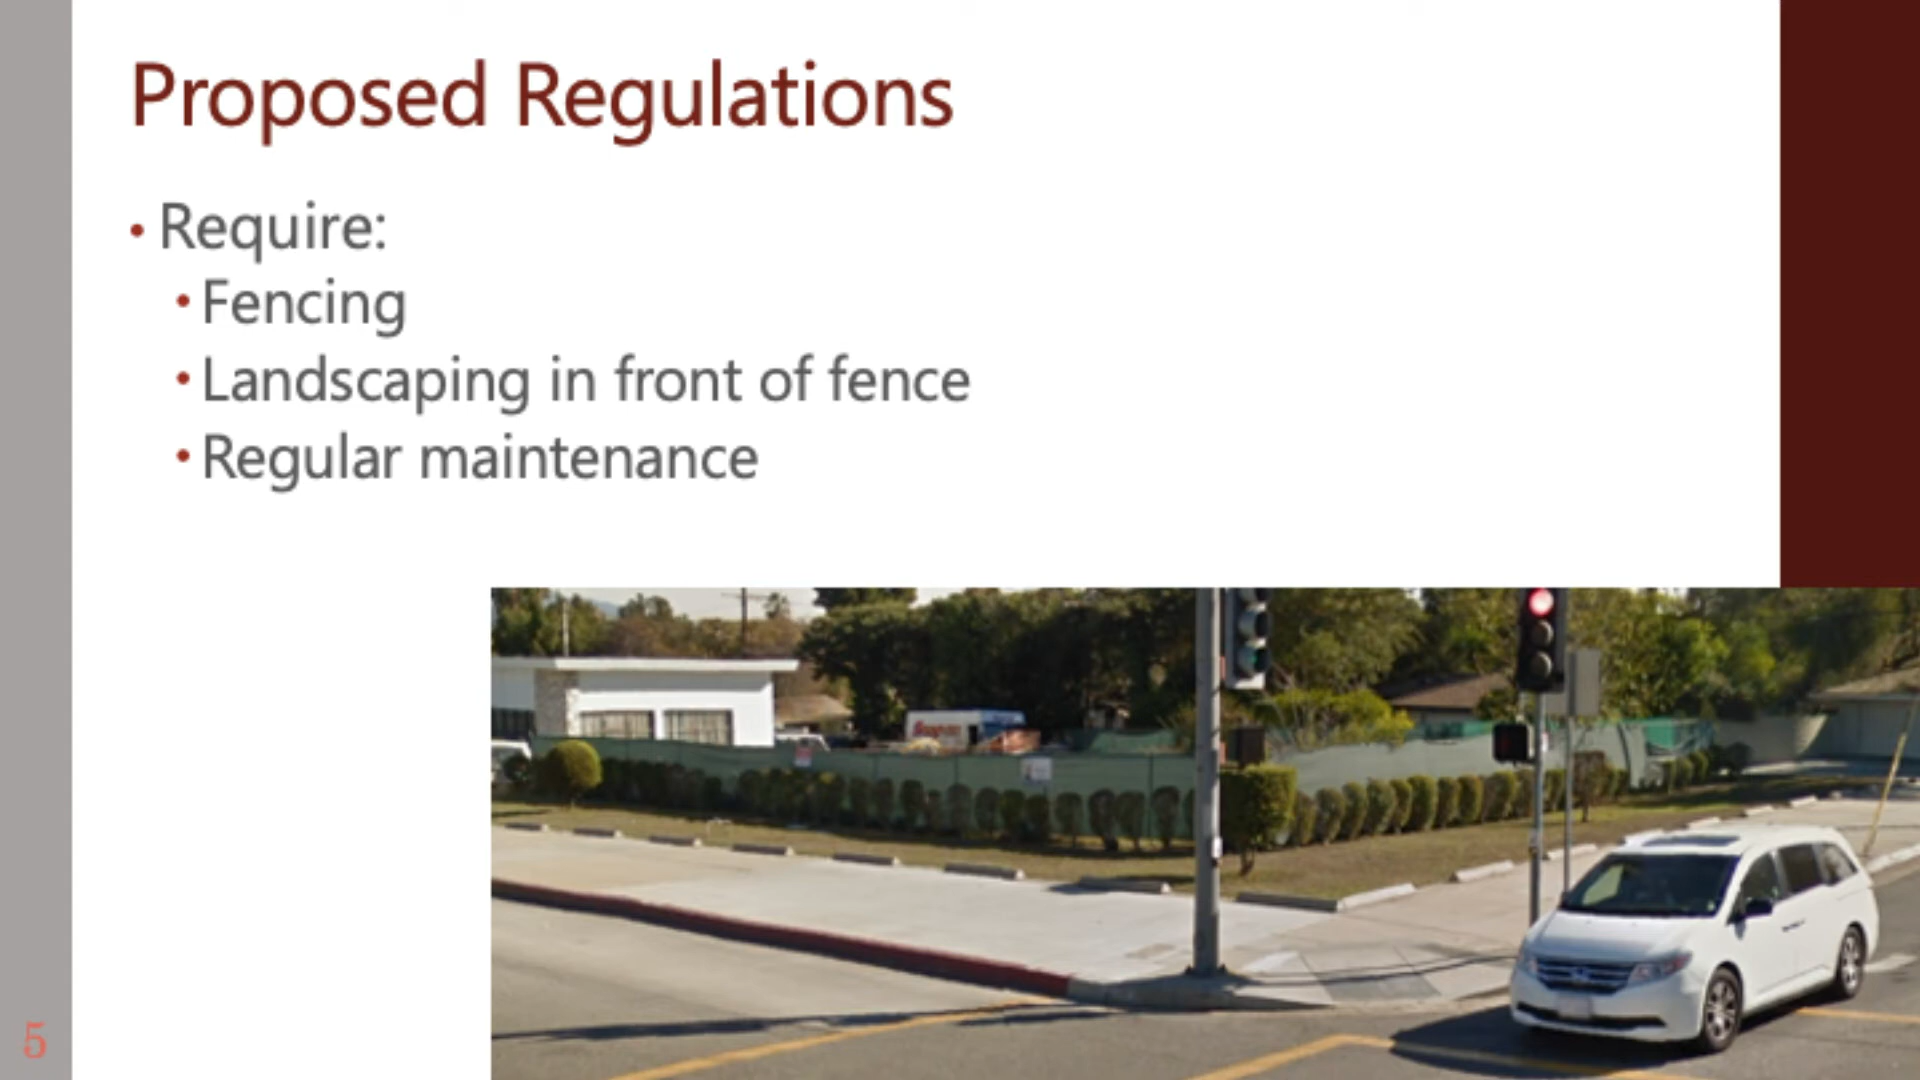 Proposed Regulations
• Require:
• Fencing
• Landscaping in front of fence
• Regular maintenance
5